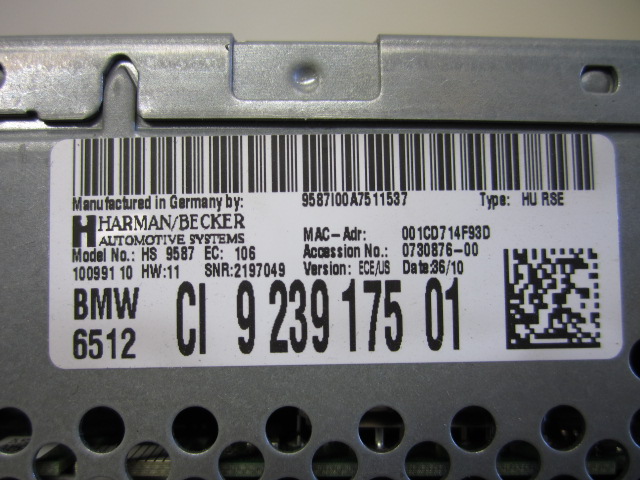 Manufactured in Germany by: 9587I00A7511537 Type: HU RSE
HARMAN/BECKER
AUTOMOTIVE SYSTEMS
MAC-Adr: 001CD714F93D
Model No.: HS 9587 EC: 106 Accession No.: 0730876-00
100991 10 HW:11 SNR:2197049 Version: ECE/US Date:36/10
BMW
6512
CI 9 239 175 01